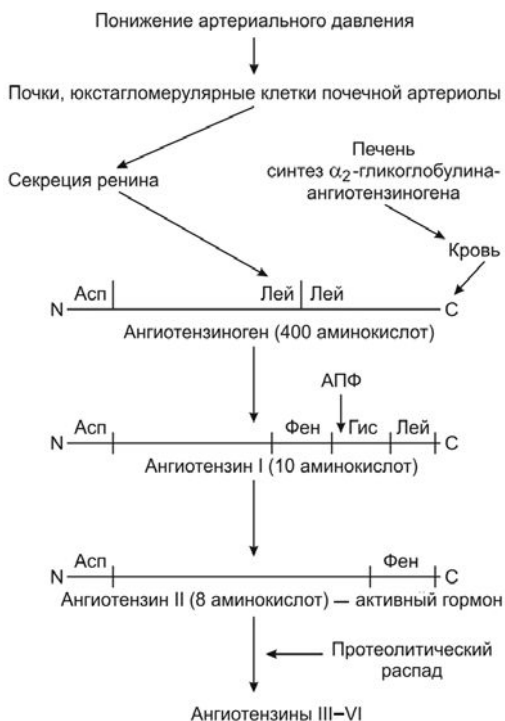 Понижение артериального давления
Почки, юкстагломерулярные клетки почечной артериолы
Печень
синтез α₂-гликоглобулина-
ангиотензиногена
Секреция ренина
Кровь
Асп Лей Лей
N C
Ангиотензиноген (400 аминокислот)
АПФ
Асп Фен Гис Лей
N C
Ангиотензин I (10 аминокислот)
Асп Фен
N C
Ангиотензин II (8 аминокислот) — активный гормон
Протеолитический
распад
Ангиотензины III–VI